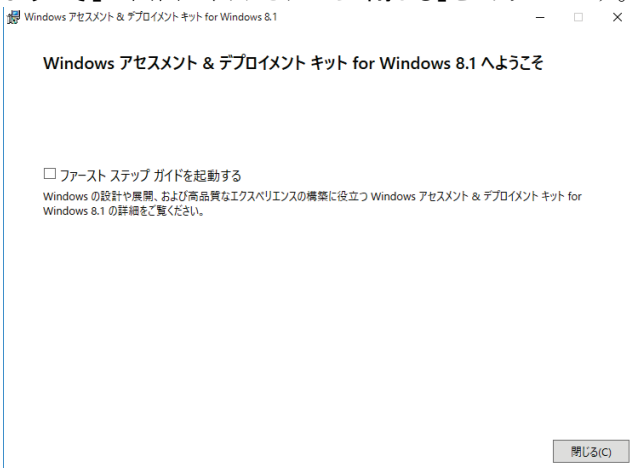 Windows アセスメント & デプロイメント キット for Windows 8.1
Windows アセスメント & デプロイメント キット for Windows 8.1 へようこそ
ファースト ステップ ガイドを起動する
Windows の設計や展開、および高品質なエクスペリエンスの構築に役立つ Windows アセスメント & デプロイメント キット for
Windows 8.1 の詳細をご覧ください。
閉じる(C)